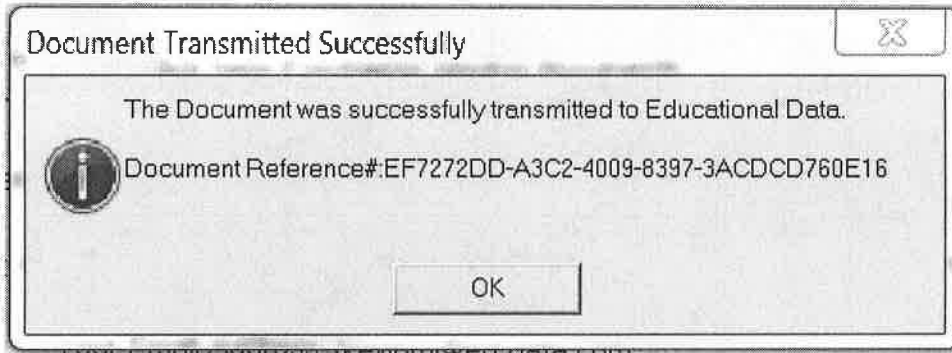 Document Transmitted Successfully
The Document was successfully transmitted to Educational Data.
Document Reference#:EF7272DD-A3C2-4009-8397-3ACDCD760E16
OK